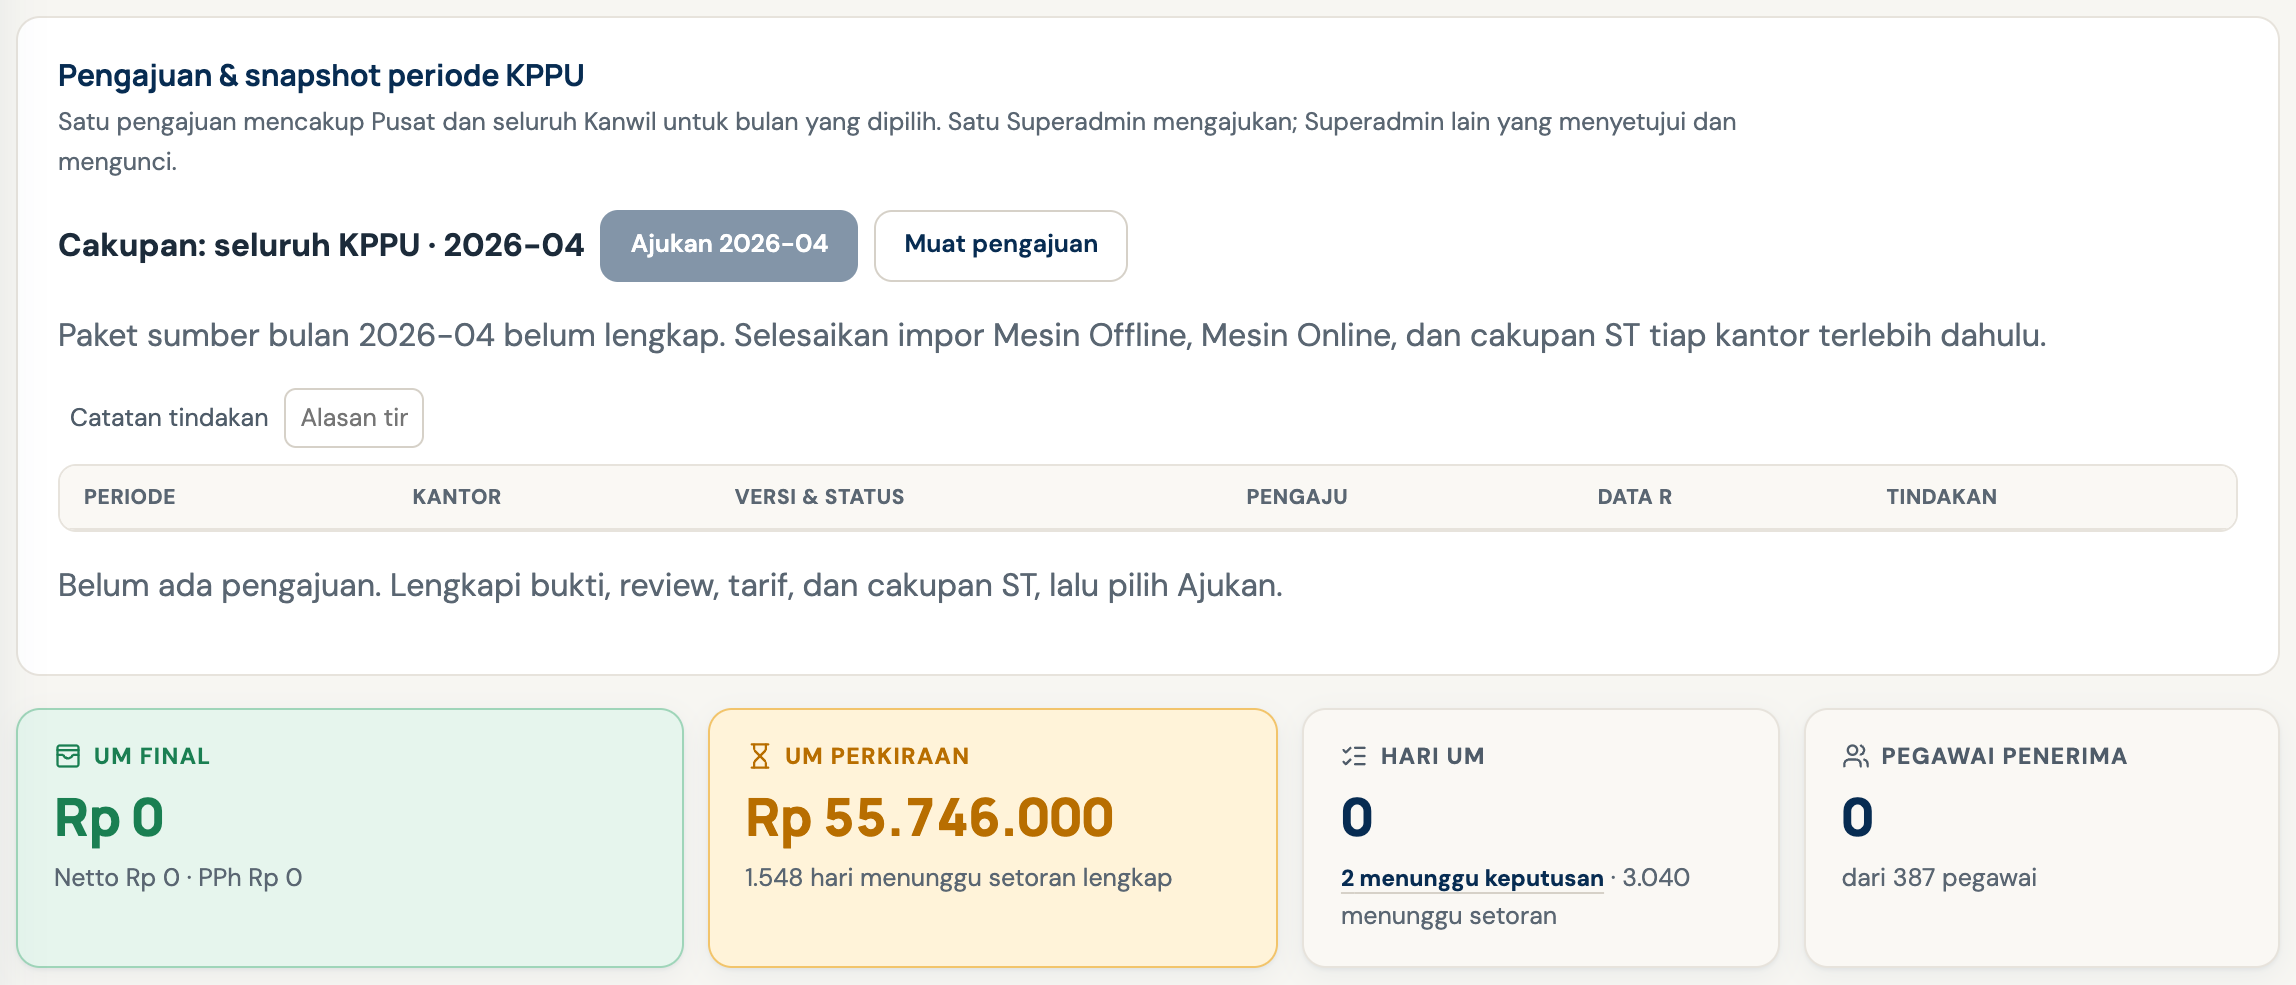 Pengajuan & snapshot periode KPPU
Satu pengajuan mencakup Pusat dan seluruh Kanwil untuk bulan yang dipilih. Satu Superadmin mengajukan; Superadmin lain yang menyetujui dan
mengunci.
Cakupan: seluruh KPPU · 2026-04 Ajukan 2026-04 Muat pengajuan
Paket sumber bulan 2026-04 belum lengkap. Selesaikan impor Mesin Offline, Mesin Online, dan cakupan ST tiap kantor terlebih dahulu.
Catatan tindakan Alasan tir
PERIODE KANTOR VERSI & STATUS PENGAJU DATA R TINDAKAN
Belum ada pengajuan. Lengkapi bukti, review, tarif, dan cakupan ST, lalu pilih Ajukan.
UM FINAL
Rp 0
Netto Rp 0 · PPh Rp 0
UM PERKIRAAN
Rp 55.746.000
1.548 hari menunggu setoran lengkap
HARI UM
0
2 menunggu keputusan · 3.040
menunggu setoran
PEGAWAI PENERIMA
0
dari 387 pegawai